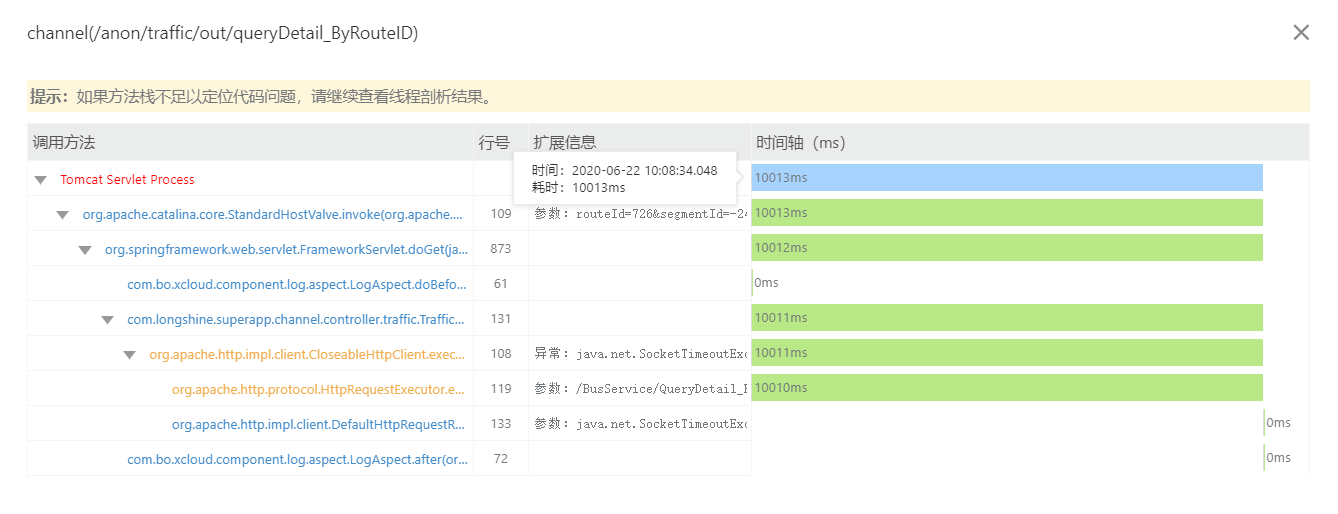 channel(/anon/traffic/out/queryDetail_ByRouteID)
提示：如果方法栈不足以定位代码问题，请继续查看线程剖析结果。
调用方法 行号 扩展信息 时间轴（ms）
时间：2020-06-22 10:08:34.048
耗时：10013ms
Tomcat Servlet Process 10013ms
org.apache.catalina.core.StandardHostValve.invoke(org.apache.... 109 参数：routeId=726&segmentId=-24 10013ms
org.springframework.web.servlet.FrameworkServlet.doGet(ja... 873 10012ms
com.bo.xcloud.component.log.aspect.LogAspect.doBefo... 61 0ms
com.longshine.superapp.channel.controller.traffic.Traffic... 131 10011ms
org.apache.http.impl.client.CloseableHttpClient.exec... 108 异常：java.net.SocketTimeoutExc 10011ms
org.apache.http.protocol.HttpRequestExecutor.e... 119 参数：/BusService/QueryDetail_ 10010ms
org.apache.http.impl.client.DefaultHttpRequestR... 133 参数：java.net.SocketTimeoutExc 0ms
com.bo.xcloud.component.log.aspect.LogAspect.after(or... 72 0ms